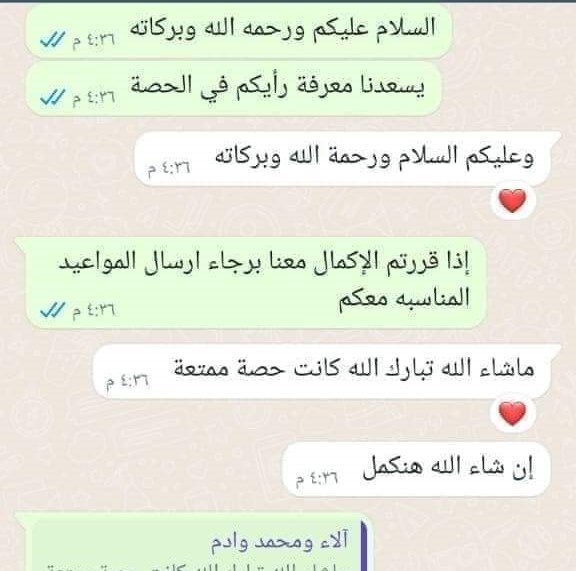 السلام عليكم ورحمه الله وبركاته
٤:٣٦ م
يسعدنا معرفة رأيكم في الحصة
٤:٣٦ م
وعليكم السلام ورحمة الله وبركاته
٤:٣٦ م
إذا قررتم الإكمال معنا برجاء ارسال المواعيد
المناسبه معكم
٤:٣٦ م
ماشاء الله تبارك الله كانت حصة ممتعة
٤:٣٦ م
إن شاء الله هنكمل
٤:٣٦ م
آلاء ومحمد وادم